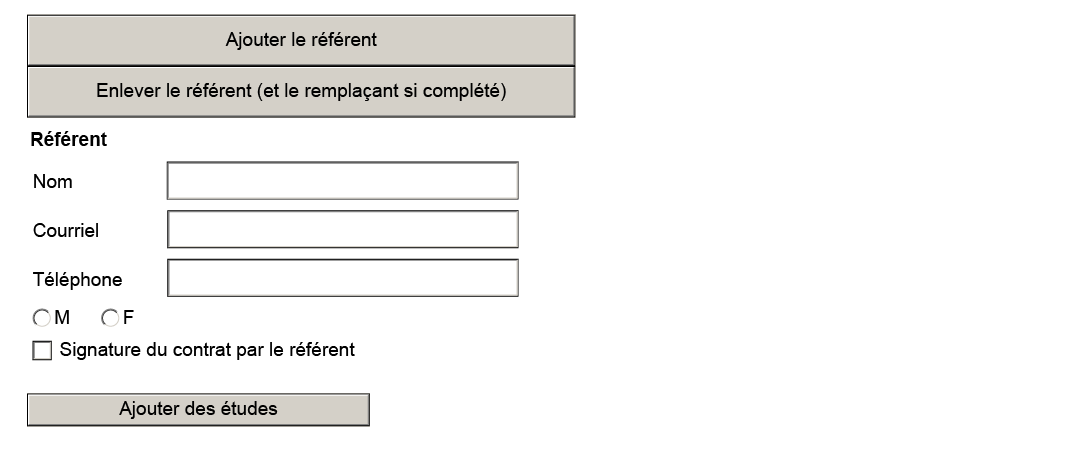 Ajouter le référent
Enlever le référent (et le remplaçant si complété)
Référent
Nom
Courriel
Téléphone
M F
Signature du contrat par le référent
Ajouter des études